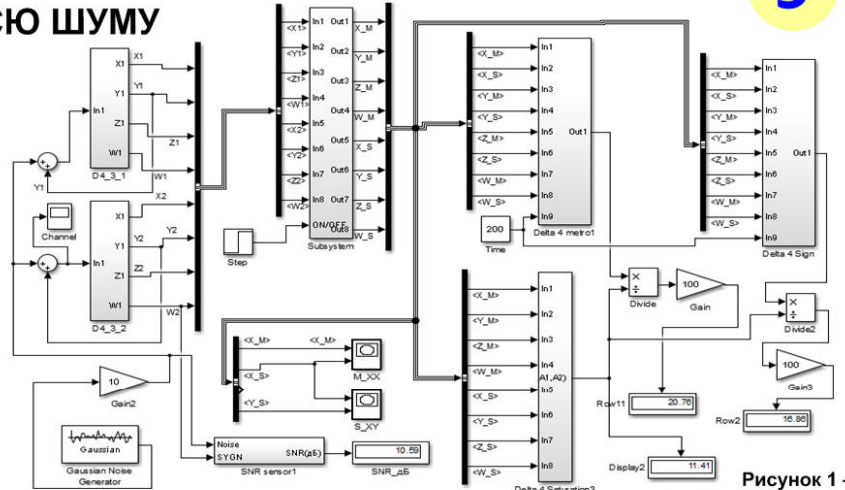 СЮ ШУМУ
X1
Y1
Z1
W1
In1
X1
Y1
Z1
W1
D4_3_1
Y1
Channel
In1
X1
Y1
Z1
W1
X2
Y2
Z2
W2
D4_3_2
10
Gain2
Gaussian
Gaussian Noise
Generator
Noise
SYGN
SNR(дБ)
SNR sensor1
10.59
SNR_дБ
Step
<X1>
<Y1>
<Z1>
<W1>
<X2>
<Y2>
<Z2>
<W2>
In1
In2
In3
In4
In5
In6
In7
In8
ON/OFF
Out1
Out2
Out3
Out4
Out5
Out6
Out7
Out8
Subsystem
X_M
Y_M
Z_M
W_M
X_S
Y_S
Z_S
W_S
<X_M>
<X_S>
<Y_M>
<Y_S>
<Z_M>
<Z_S>
<W_M>
<W_S>
In1
In2
In3
In4
In5
In6
In7
In8
In9
Out1
Delta 4 metro1
200
Time
<X_M>
<X_S>
<Y_M>
<Y_S>
<Z_M>
<Z_S>
<W_M>
<W_S>
In1
In2
In3
In4
In5
In6
In7
In8
In9
Out1
Delta 4 Sign
<X_M>
<X_M>
<X_S>
<Y_S>
M_XX
S_XY
<X_M>
<Y_M>
<Z_M>
<W_M>
<X_S>
<Y_S>
<Z_S>
<W_S>
In1
In2
In3
In4
In5
In6
In7
In8
A1,A2)
Delta 4 Saturation3
×
÷
Divide
100
Gain
×
÷
Divide2
100
Gain3
20.76
Row11
16.86
Row2
11.41
Display2
Рисунок 1 -